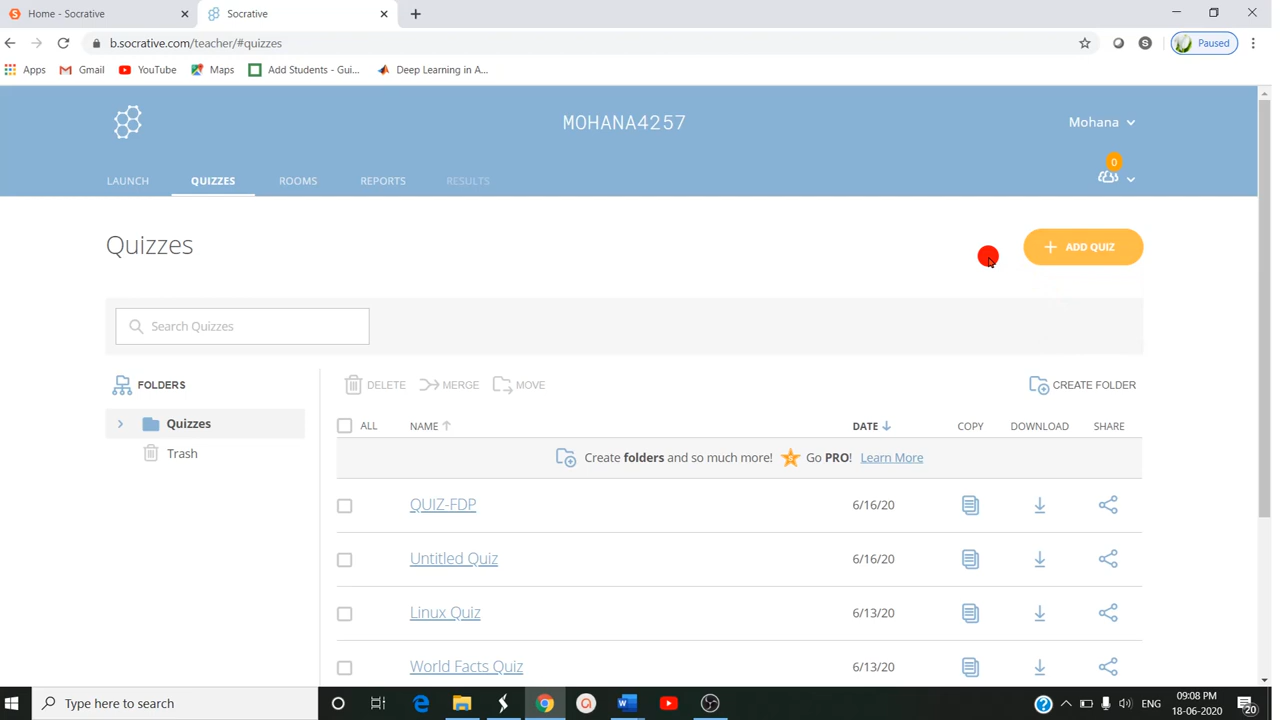 Home - Socrative
Socrative
b.socrative.com/teacher/#quizzes
S
Paused
Apps
Gmail
YouTube
Maps
Add Students - Gui...
Deep Learning in A...
MOHANA4257
Mohana
0
LAUNCH
QUIZZES
ROOMS
REPORTS
RESULTS
Quizzes
+ ADD QUIZ
Search Quizzes
FOLDERS
DELETE
MERGE
MOVE
CREATE FOLDER
Quizzes
Trash
ALL
NAME
DATE
COPY
DOWNLOAD
SHARE
Create folders and so much more! Go PRO! Learn More
QUIZ-FDP 6/16/20
Untitled Quiz 6/16/20
Linux Quiz 6/13/20
World Facts Quiz 6/13/20
Type here to search
ENG
09:08 PM
18-06-2020
20